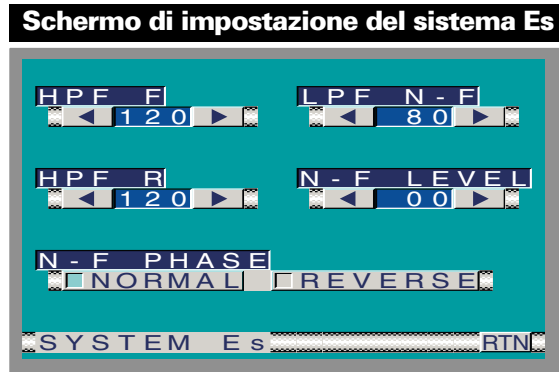 Schermo di impostazione del sistema Es
HPF F
LPF N-F
◄ 120 ►
◄ 80 ►
HPF R
N-F LEVEL
◄ 120 ►
◄ 00 ►
N-F PHASE
NORMAL REVERSE
SYSTEM Es RTN